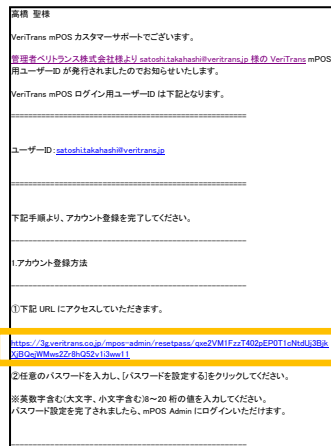 高橋 聖様
VeriTrans mPOS カスタマーサポートでございます。
管理者ベリトランス株式会社様より satoshi.takahashi@veritrans.jp 様の VeriTrans mPOS
用ユーザーID が発行されましたのでお知らせいたします。
VeriTrans mPOS ログイン用ユーザーID は下記となります。
ユーザーID：satoshi.takahashi@veritrans.jp
下記手順より、アカウント登録を完了してください。
1.アカウント登録方法
①下記 URL にアクセスしていただきます。
https://3g.veritrans.co.jp/mpos-admin/resetpass/qxe2VM1FzzT402pEP0T1cNtdUj3Bjk
XjBQejWMws2Zr8hQ52v1i3ww11
②任意のパスワードを入力し、[パスワードを設定する]をクリックしてください。
※英数字含む(大文字、小文字含む)8～20 桁の値を入力してください。
パスワード設定を完了されましたら、mPOS Admin にログインいただけます。